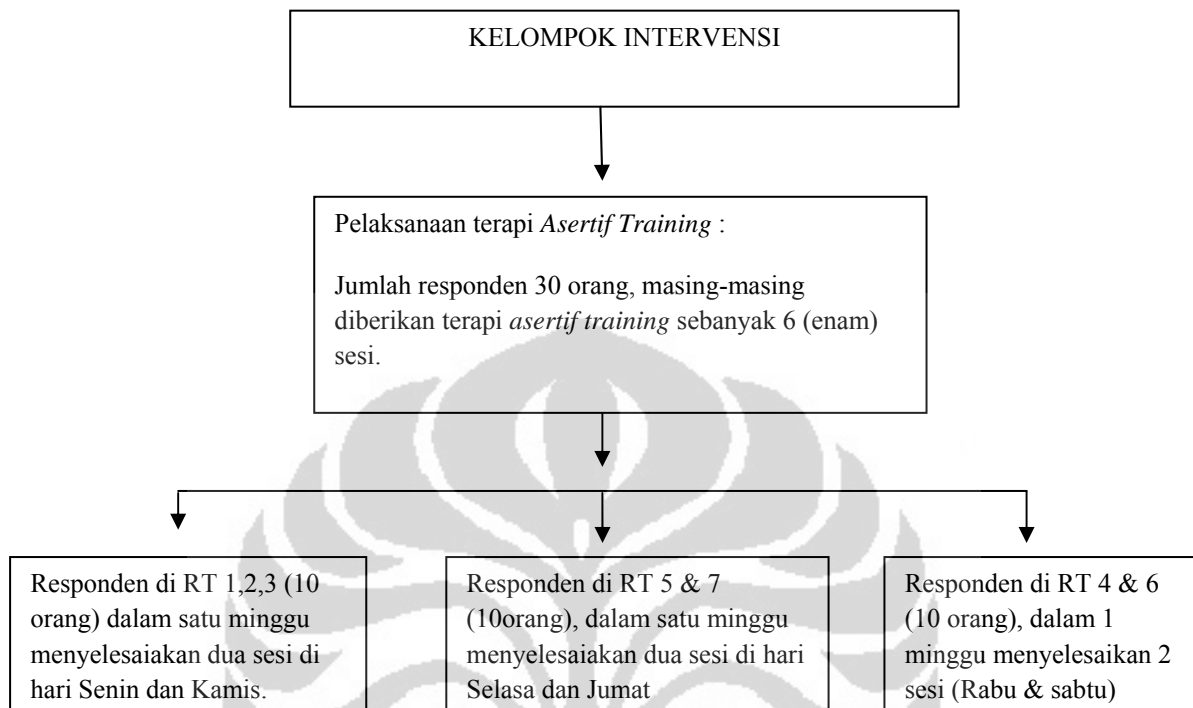 KELOMPOK INTERVENSI
Pelaksanaan terapi Asertif Training :
Jumlah responden 30 orang, masing-masing
diberikan terapi asertif training sebanyak 6 (enam)
sesi.
Responden di RT 1,2,3 (10
orang) dalam satu minggu
menyelesaiakan dua sesi di
hari Senin dan Kamis.
Responden di RT 5 & 7
(10orang), dalam satu minggu
menyelesaiakan dua sesi di hari
Selasa dan Jumat
Responden di RT 4 & 6
(10 orang), dalam 1
minggu menyelesaikan 2
sesi (Rabu & sabtu)